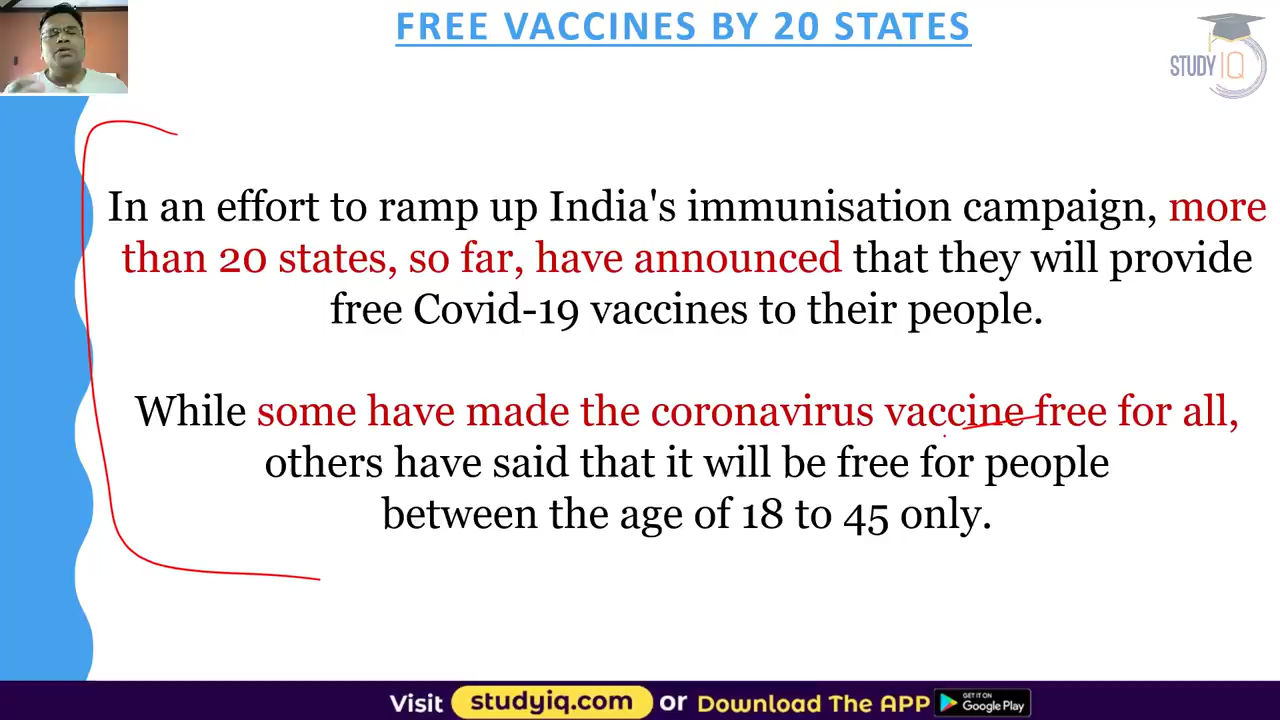 FREE VACCINES BY 20 STATES
STUDY IQ
In an effort to ramp up India's immunisation campaign, more
than 20 states, so far, have announced that they will provide
free Covid-19 vaccines to their people.
While some have made the coronavirus vaccine free for all,
others have said that it will be free for people
between the age of 18 to 45 only.
Visit studyiq.com or Download The APP GET IT ON Google Play